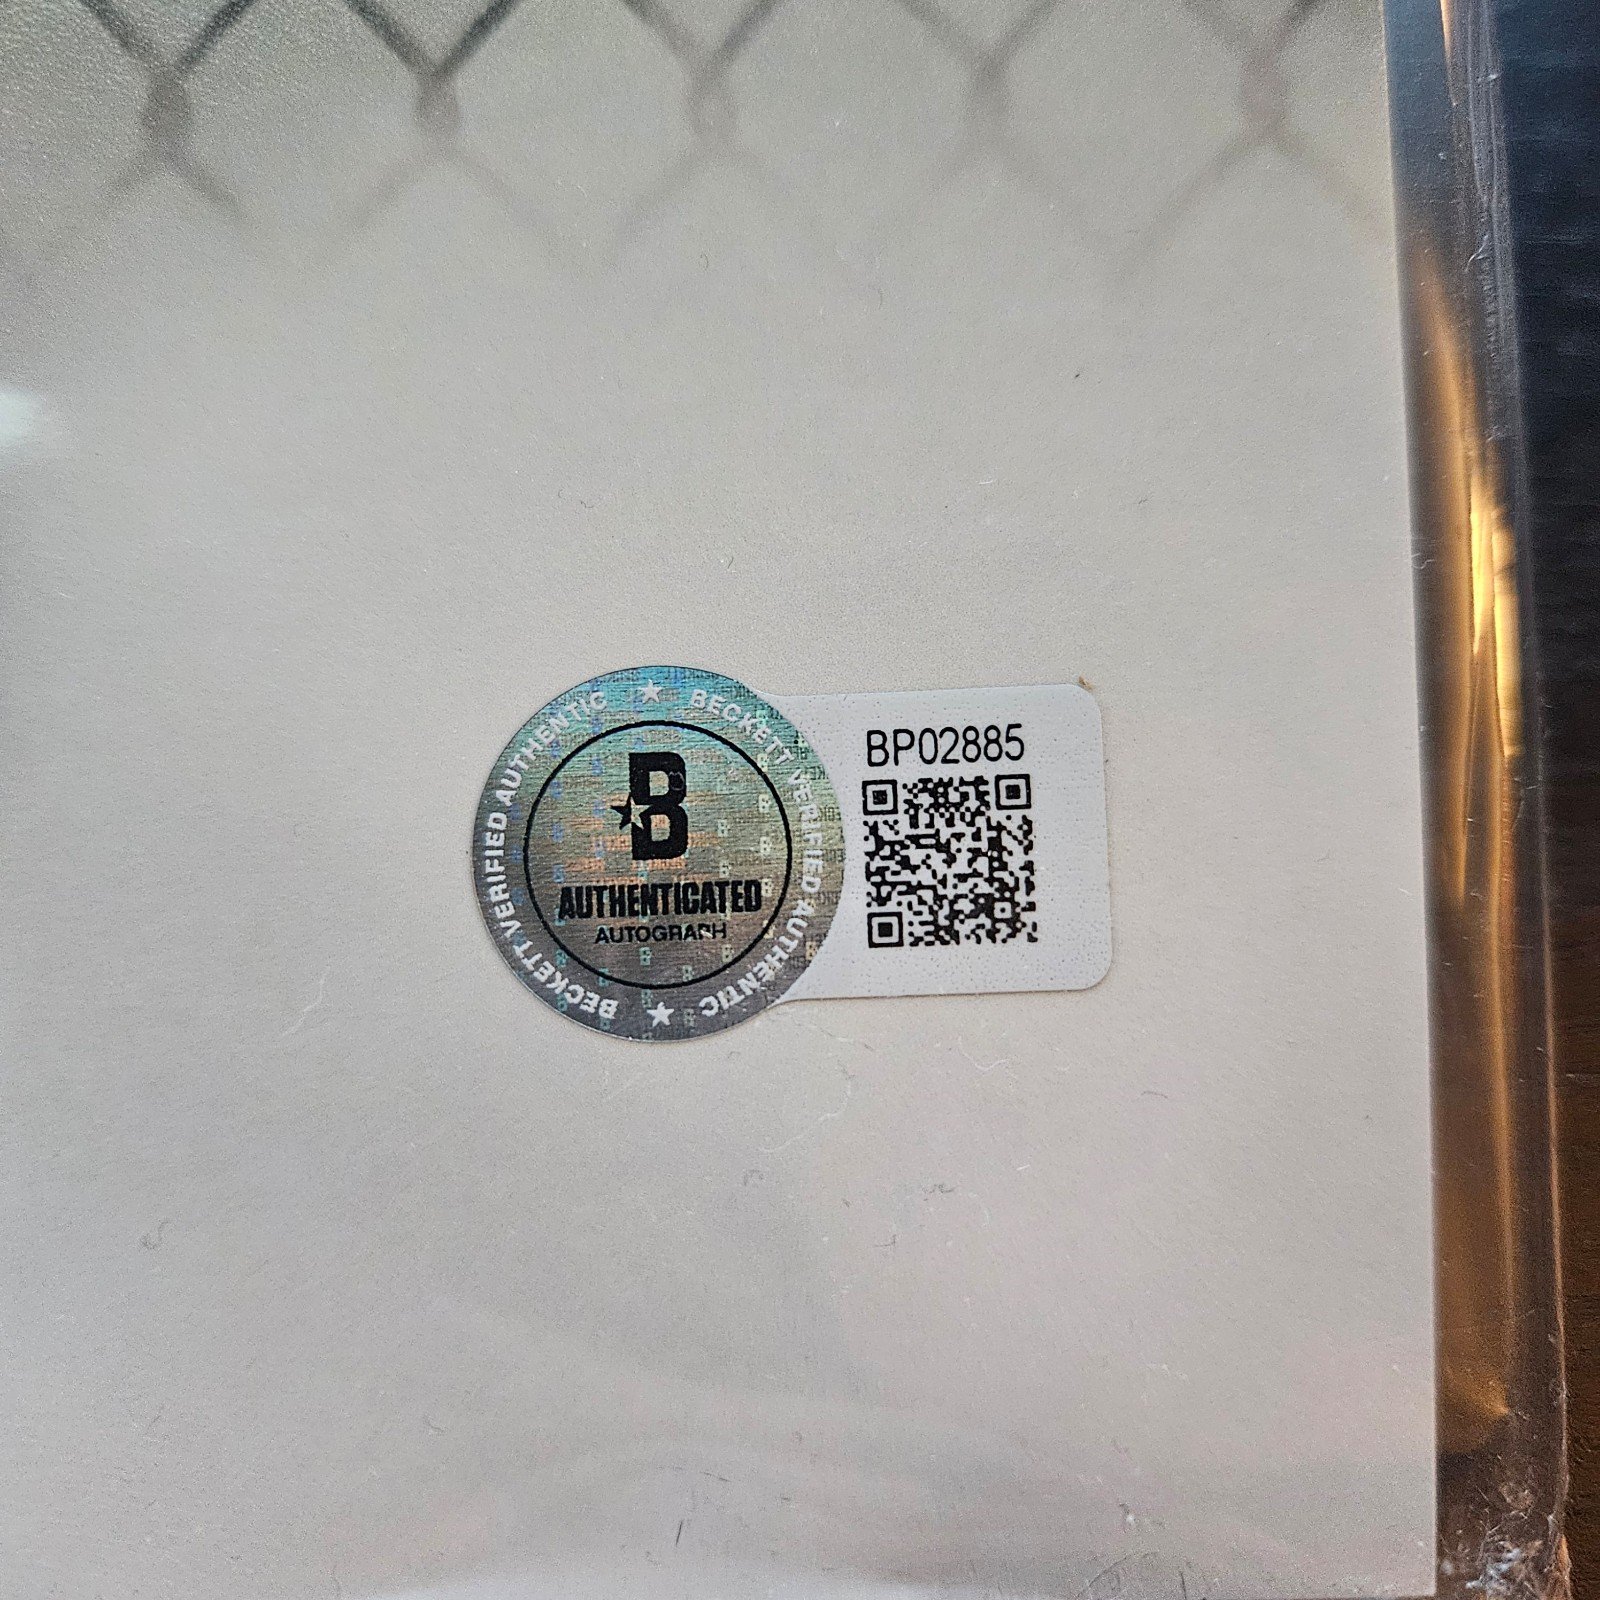 BECKETT VERIFIED AUTHENTIC ★ BECKETT VERIFIED AUTHENTIC ★
B
AUTHENTICATED
AUTOGRAPH
BP02885